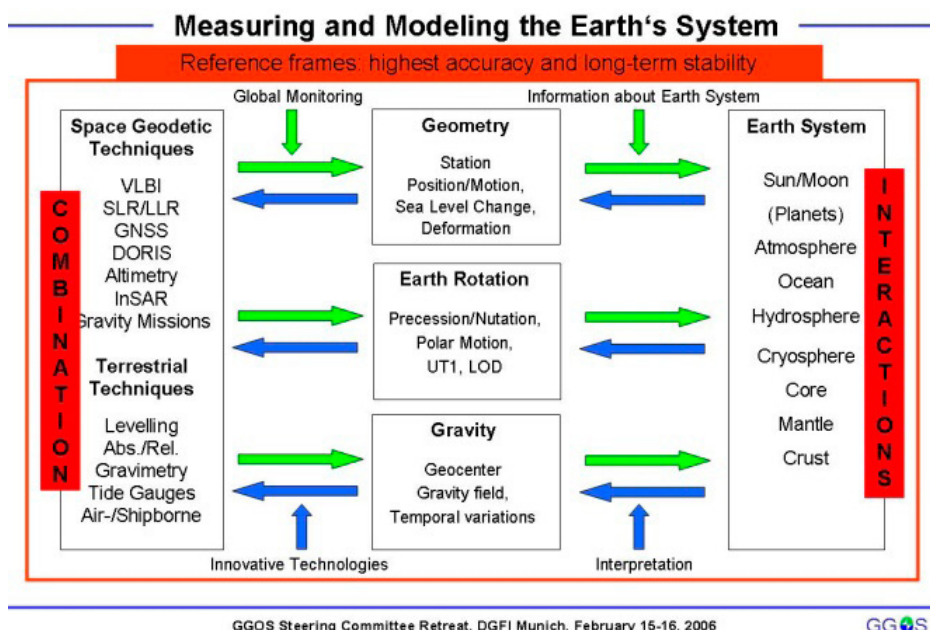 Measuring and Modeling the Earth's System
Reference frames: highest accuracy and long-term stability
Global Monitoring
Information about Earth System
COMBINATION
Space Geodetic
Techniques
VLBI
SLR/LLR
GNSS
DORIS
Altimetry
InSAR
Gravity Missions
Terrestrial
Techniques
Levelling
Abs./Rel.
Gravimetry
Tide Gauges
Air-/Shipborne
Geometry
Station
Position/Motion,
Sea Level Change,
Deformation
Earth Rotation
Precession/Nutation,
Polar Motion,
UT1, LOD
Gravity
Geocenter
Gravity field,
Temporal variations
Earth System
Sun/Moon
(Planets)
Atmosphere
Ocean
Hydrosphere
Cryosphere
Core
Mantle
Crust
INTERACTIONS
Innovative Technologies
Interpretation
GGOS Steering Committee Retreat, DGFI Munich, February 15-16, 2006
GGOS